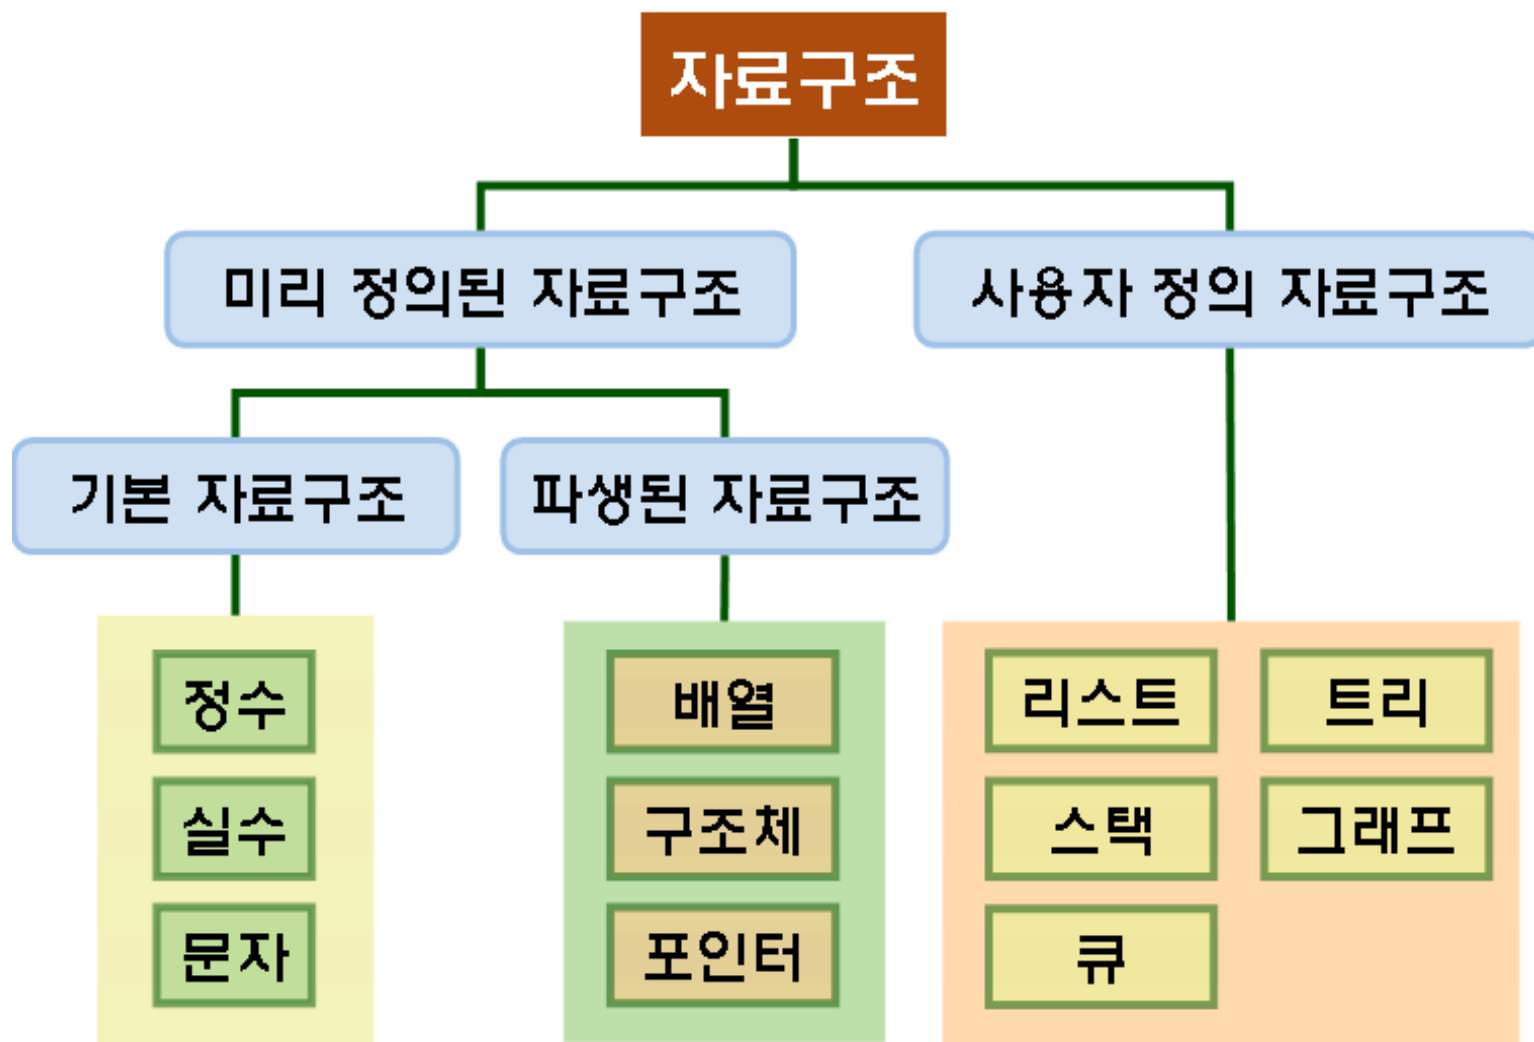 자료구조
미리 정의된 자료구조
사용자 정의 자료구조
기본 자료구조
파생된 자료구조
정수
실수
문자
배열
구조체
포인터
리스트
트리
스택
그래프
큐